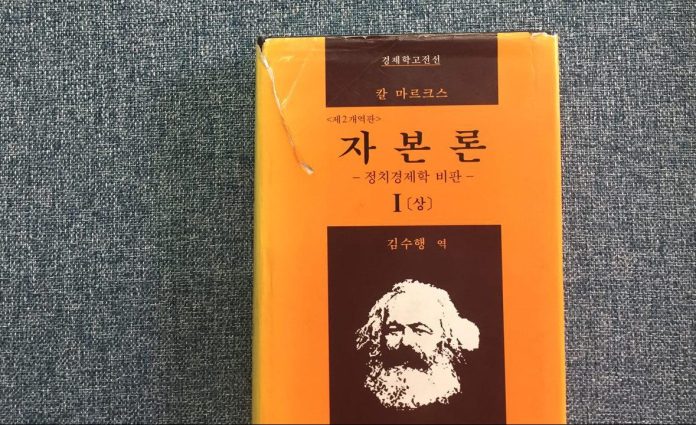 경제학고전선
칼 마르크스
<제2개역판>
자본론
- 정치경제학 비판 -
I〔상〕
김수행 역